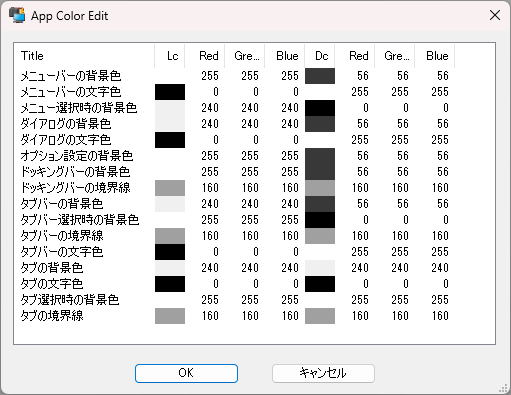 App Color Edit
Title Lc Red Gre... Blue Dc Red Gre... Blue
メニューバーの背景色 255 255 255 56 56 56
メニューバーの文字色 0 0 0 255 255 255
メニュー選択時の背景色 240 240 240 0 0 0
ダイアログの背景色 240 240 240 56 56 56
ダイアログの文字色 0 0 0 255 255 255
オプション設定の背景色 255 255 255 56 56 56
ドッキングバーの背景色 255 255 255 56 56 56
ドッキングバーの境界線 160 160 160 160 160 160
タブバーの背景色 240 240 240 56 56 56
タブバー選択時の背景色 255 255 255 0 0 0
タブバーの境界線 160 160 160 160 160 160
タブバーの文字色 0 0 0 255 255 255
タブの背景色 240 240 240 240 240 240
タブの文字色 0 0 0 0 0 0
タブ選択時の背景色 255 255 255 255 255 255
タブの境界線 160 160 160 160 160 160
OK キャンセル